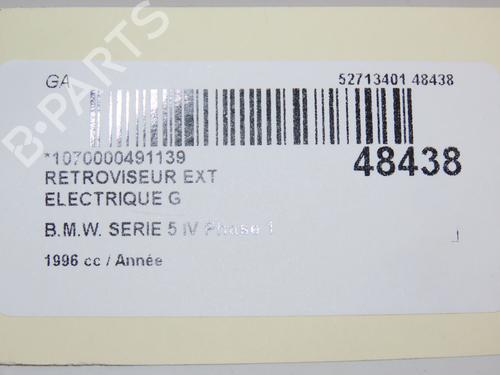 GA
52713401 48438
*1070000491139
48438
RETROVISEUR EXT
ELECTRIQUE G
B.M.W. SERIE 5 IV Phase 1
1996 cc / Année
B-PARTS